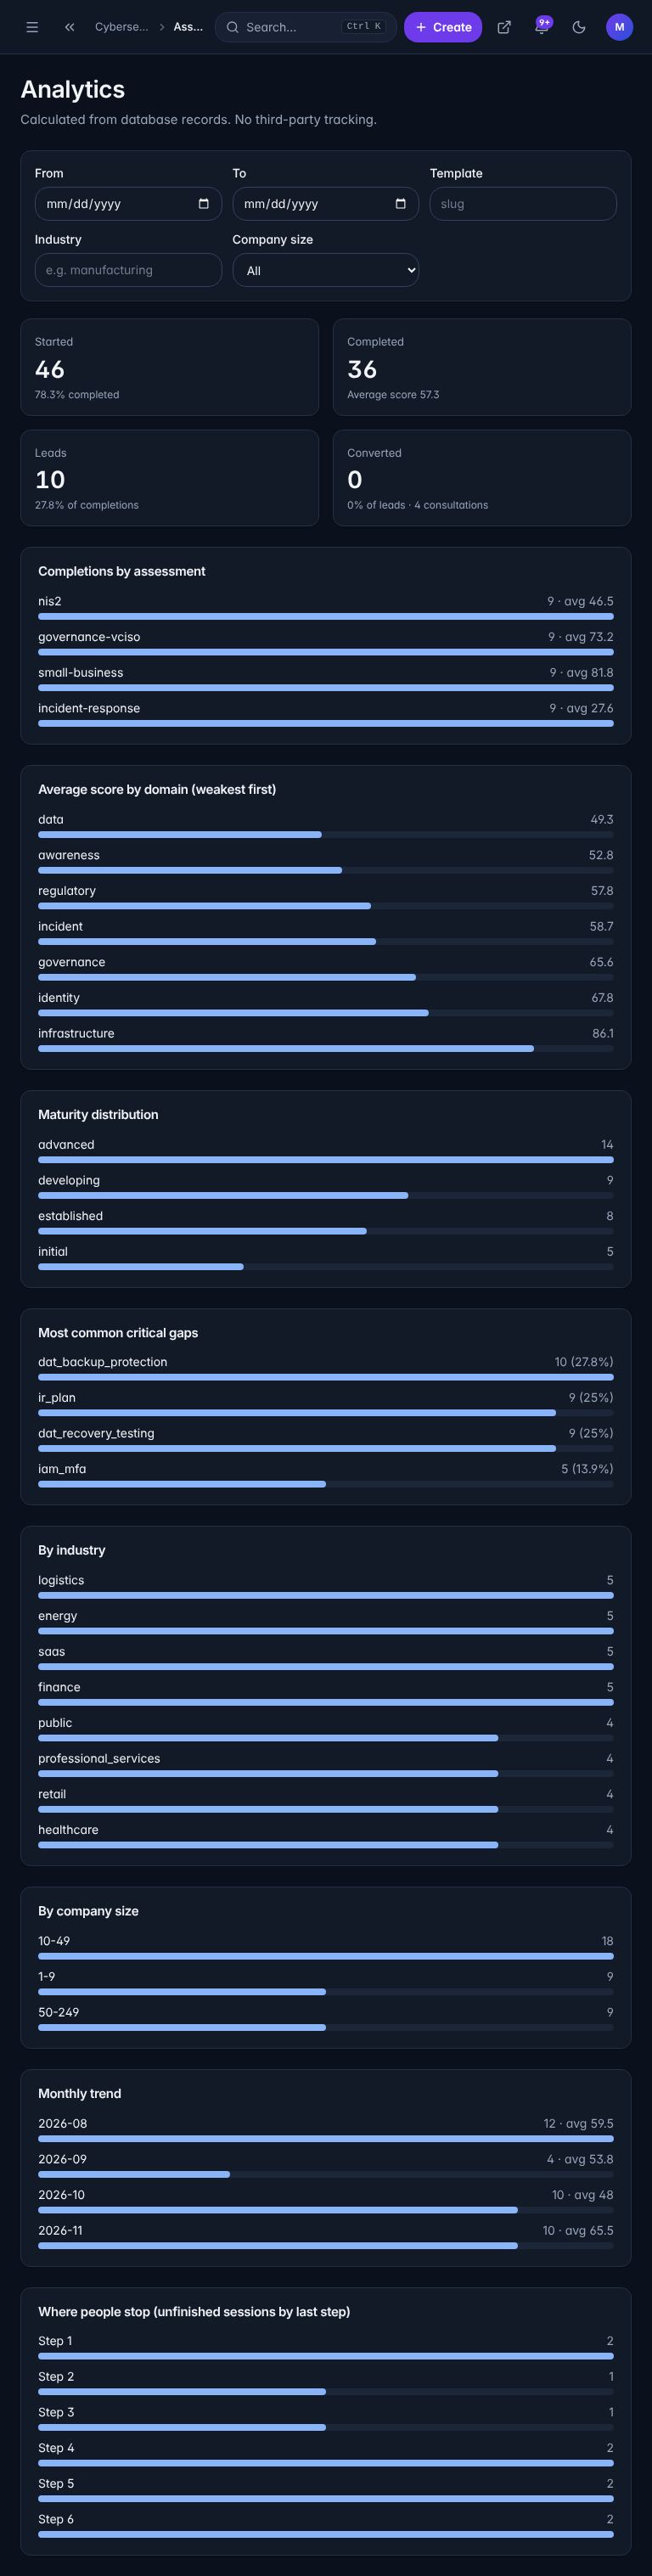 Cyberse... > Ass... Search... Ctrl K + Create 9+ M
Analytics
Calculated from database records. No third-party tracking.
From To Template
mm/dd/yyyy mm/dd/yyyy slug
Industry Company size
e.g. manufacturing All
Started Completed
46 36
78.3% completed Average score 57.3
Leads Converted
10 0
27.8% of completions 0% of leads · 4 consultations
Completions by assessment
nis2 9 · avg 46.5
governance-vciso 9 · avg 73.2
small-business 9 · avg 81.8
incident-response 9 · avg 27.6
Average score by domain (weakest first)
data 49.3
awareness 52.8
regulatory 57.8
incident 58.7
governance 65.6
identity 67.8
infrastructure 86.1
Maturity distribution
advanced 14
developing 9
established 8
initial 5
Most common critical gaps
dat_backup_protection 10 (27.8%)
ir_plan 9 (25%)
dat_recovery_testing 9 (25%)
iam_mfa 5 (13.9%)
By industry
logistics 5
energy 5
saas 5
finance 5
public 4
professional_services 4
retail 4
healthcare 4
By company size
10-49 18
1-9 9
50-249 9
Monthly trend
2026-08 12 · avg 59.5
2026-09 4 · avg 53.8
2026-10 10 · avg 48
2026-11 10 · avg 65.5
Where people stop (unfinished sessions by last step)
Step 1 2
Step 2 1
Step 3 1
Step 4 2
Step 5 2
Step 6 2